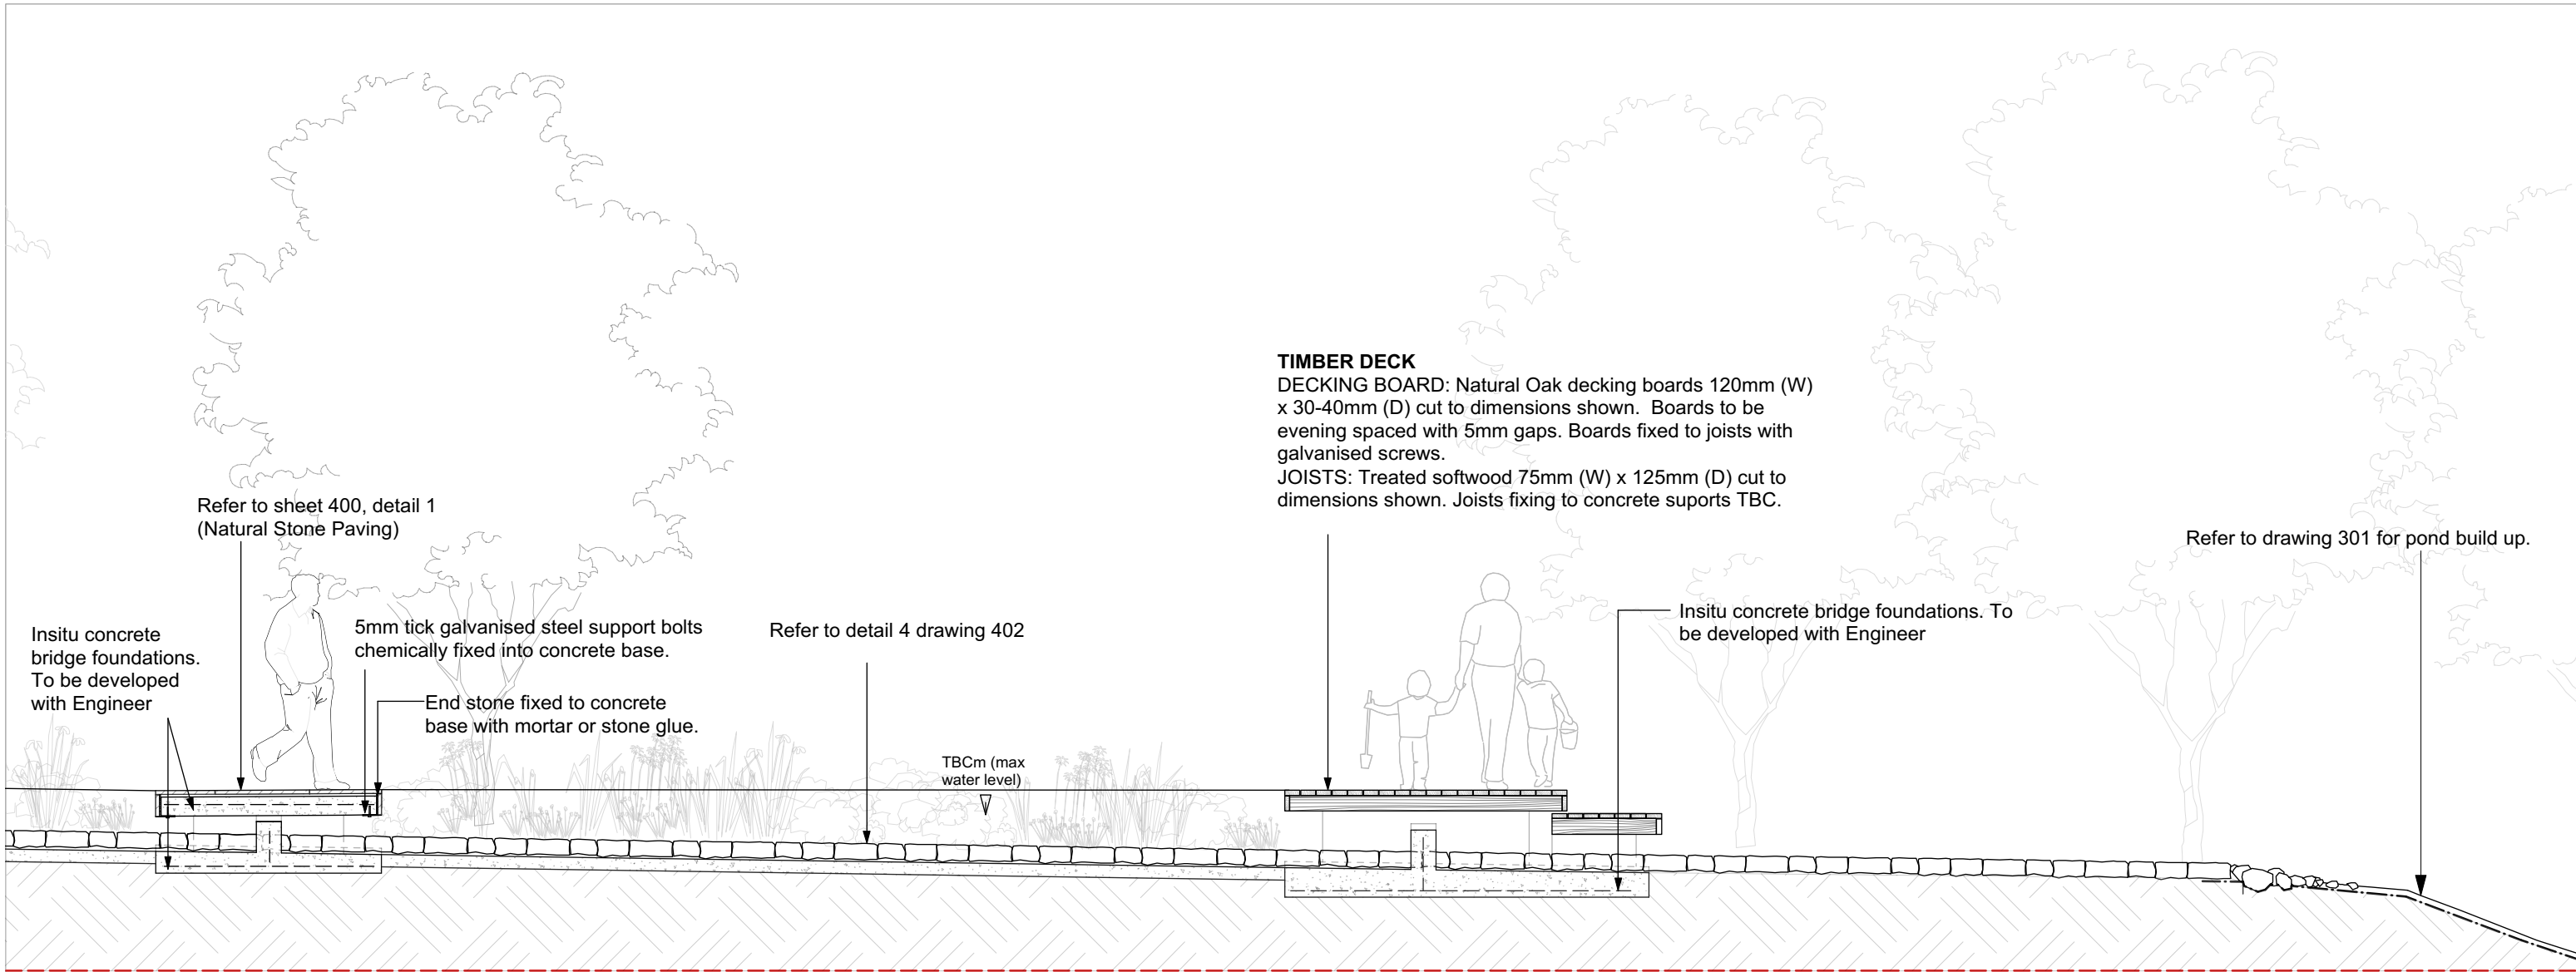 TIMBER DECK
DECKING BOARD: Natural Oak decking boards 120mm (W)
x 30-40mm (D) cut to dimensions shown.  Boards to be
evening spaced with 5mm gaps. Boards fixed to joists with
galvanised screws.
JOISTS: Treated softwood 75mm (W) x 125mm (D) cut to
dimensions shown. Joists fixing to concrete suports TBC.
Refer to sheet 400, detail 1
(Natural Stone Paving)
Refer to drawing 301 for pond build up.
Insitu concrete
bridge foundations.
To be developed
with Engineer
5mm tick galvanised steel support bolts
chemically fixed into concrete base.
Refer to detail 4 drawing 402
Insitu concrete bridge foundations. To
be developed with Engineer
End stone fixed to concrete
base with mortar or stone glue.
TBCm (max
water level)